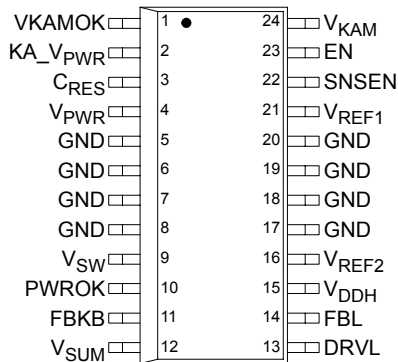 VKAMOK 1 24 VKAM
KA_VPWR 2 23 EN
CRES 3 22 SNSEN
VPWR 4 21 VREF1
GND 5 20 GND
GND 6 19 GND
GND 7 18 GND
GND 8 17 GND
VSW 9 16 VREF2
PWROK 10 15 VDDH
FBKB 11 14 FBL
VSUM 12 13 DRVL